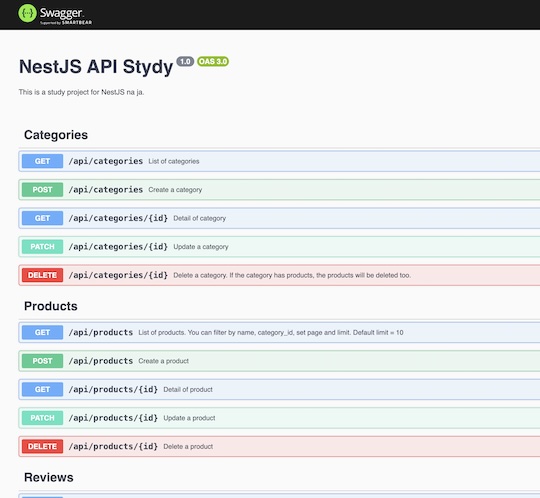 Swagger.
Supported by SMARTBEAR
NestJS API Stydy 1.0 OAS 3.0
This is a study project for NestJS na ja.
Categories
GET /api/categories List of categories
POST /api/categories Create a category
GET /api/categories/{id} Detail of category
PATCH /api/categories/{id} Update a category
DELETE /api/categories/{id} Delete a category. If the category has products, the products will be deleted too.
Products
GET /api/products List of products. You can filter by name, category_id, set page and limit. Default limit = 10
POST /api/products Create a product
GET /api/products/{id} Detail of product
PATCH /api/products/{id} Update a product
DELETE /api/products/{id} Delete a product
Reviews